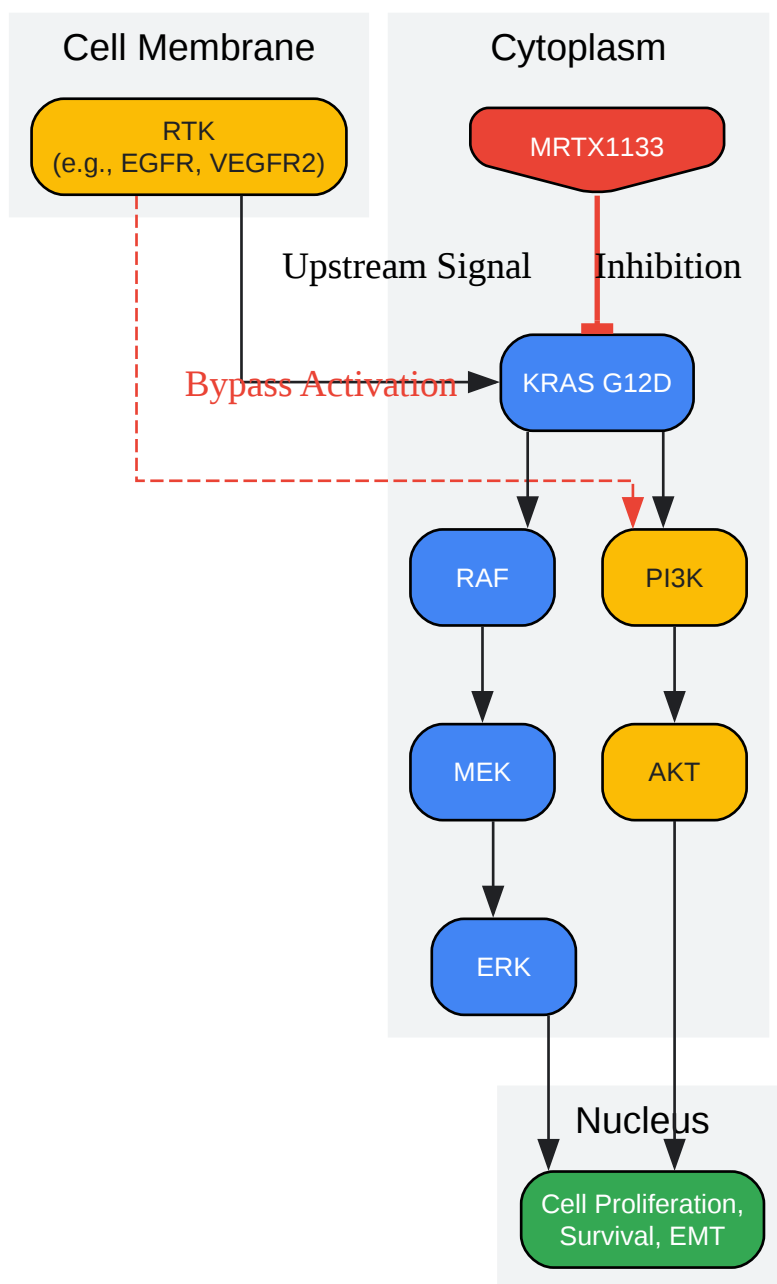 Cell Membrane
Cytoplasm
RTK
(e.g., EGFR, VEGFR2)
MRTX1133
Upstream Signal
Inhibition
Bypass Activation
KRAS G12D
RAF
PI3K
MEK
AKT
ERK
Nucleus
Cell Proliferation,
Survival, EMT